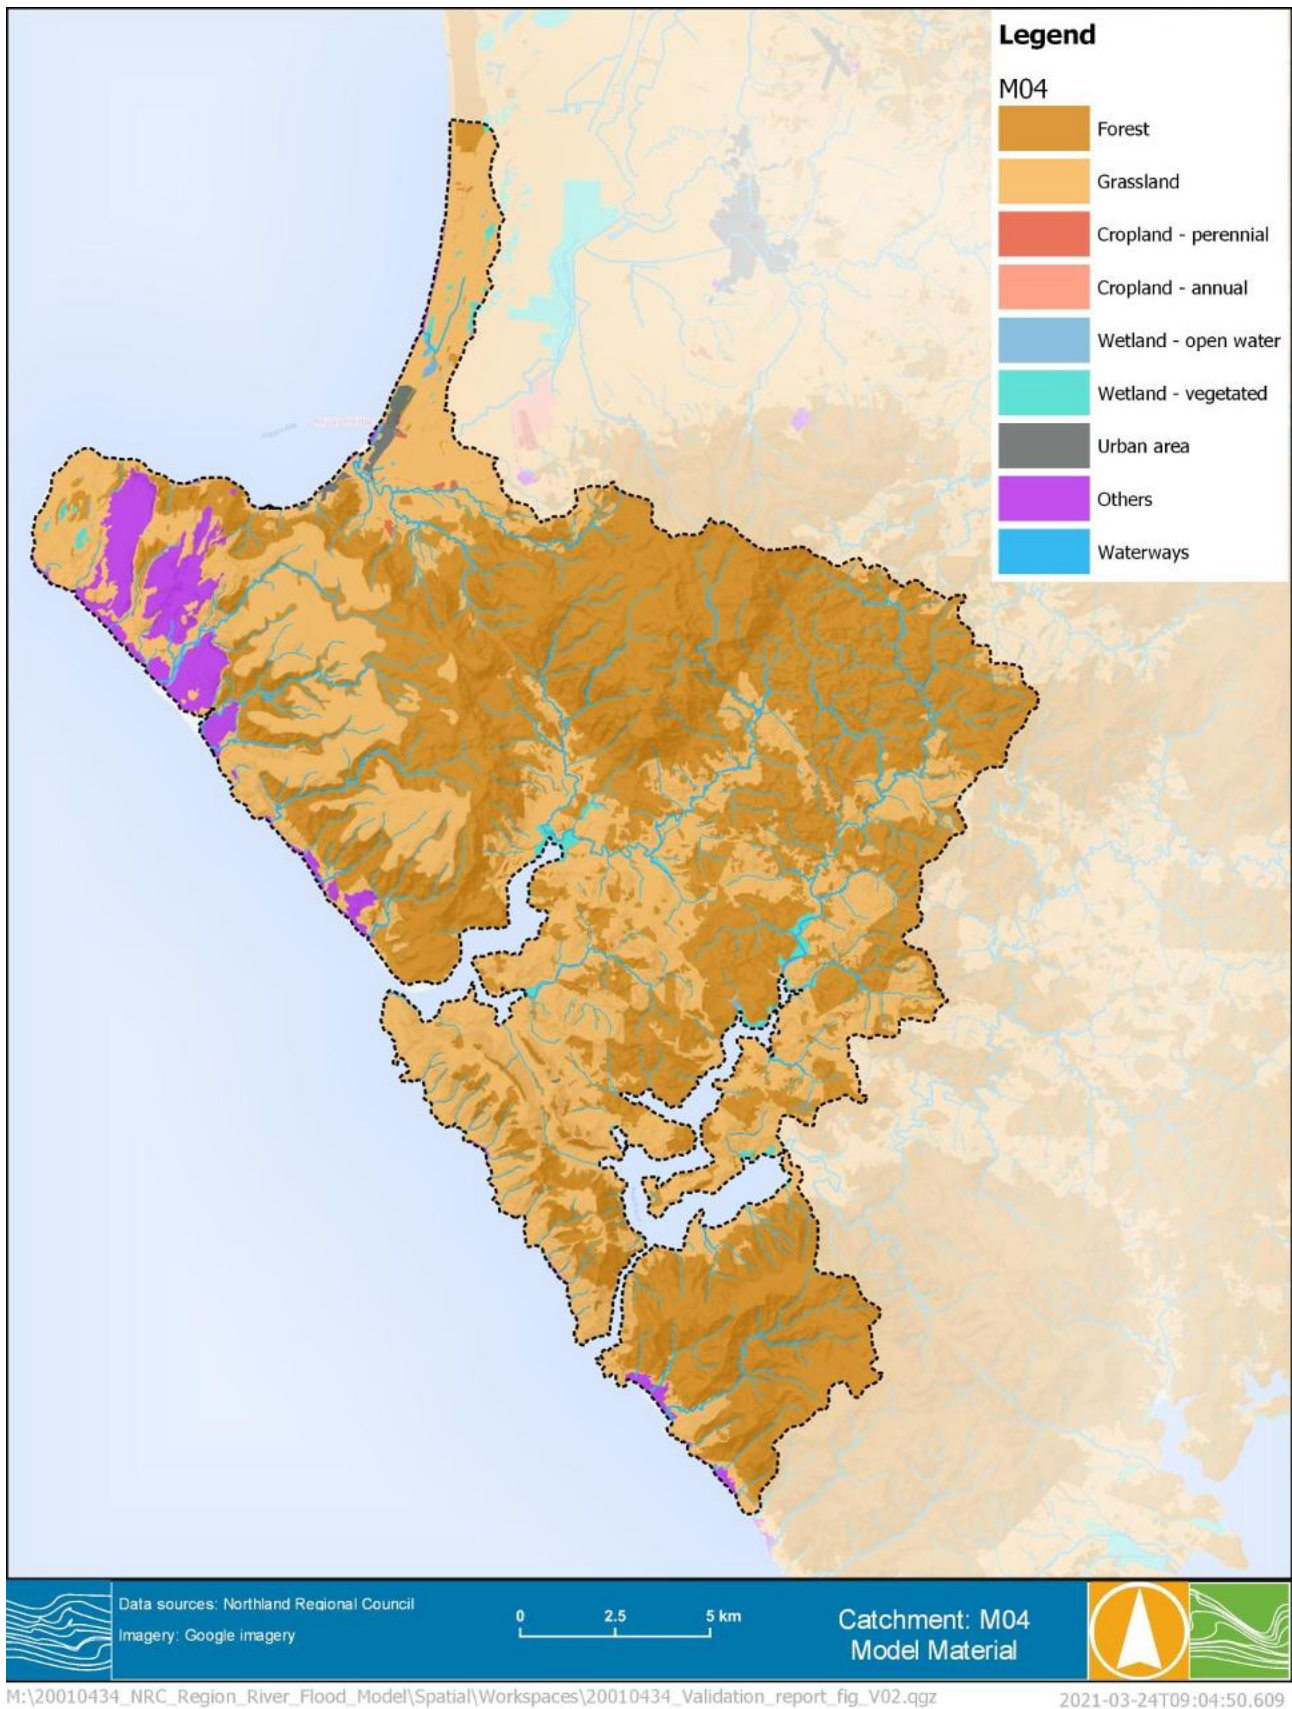 Legend
M04
Forest
Grassland
Cropland - perennial
Cropland - annual
Wetland - open water
Wetland - vegetated
Urban area
Others
Waterways
Data sources: Northland Regional Council
Imagery: Google imagery
0 2.5 5 km
Catchment: M04
Model Material
M:\20010434_NRC_Region_River_Flood_Model\Spatial\Workspaces\20010434_Validation_report_fig_V02.qgz
2021-03-24T09:04:50.609